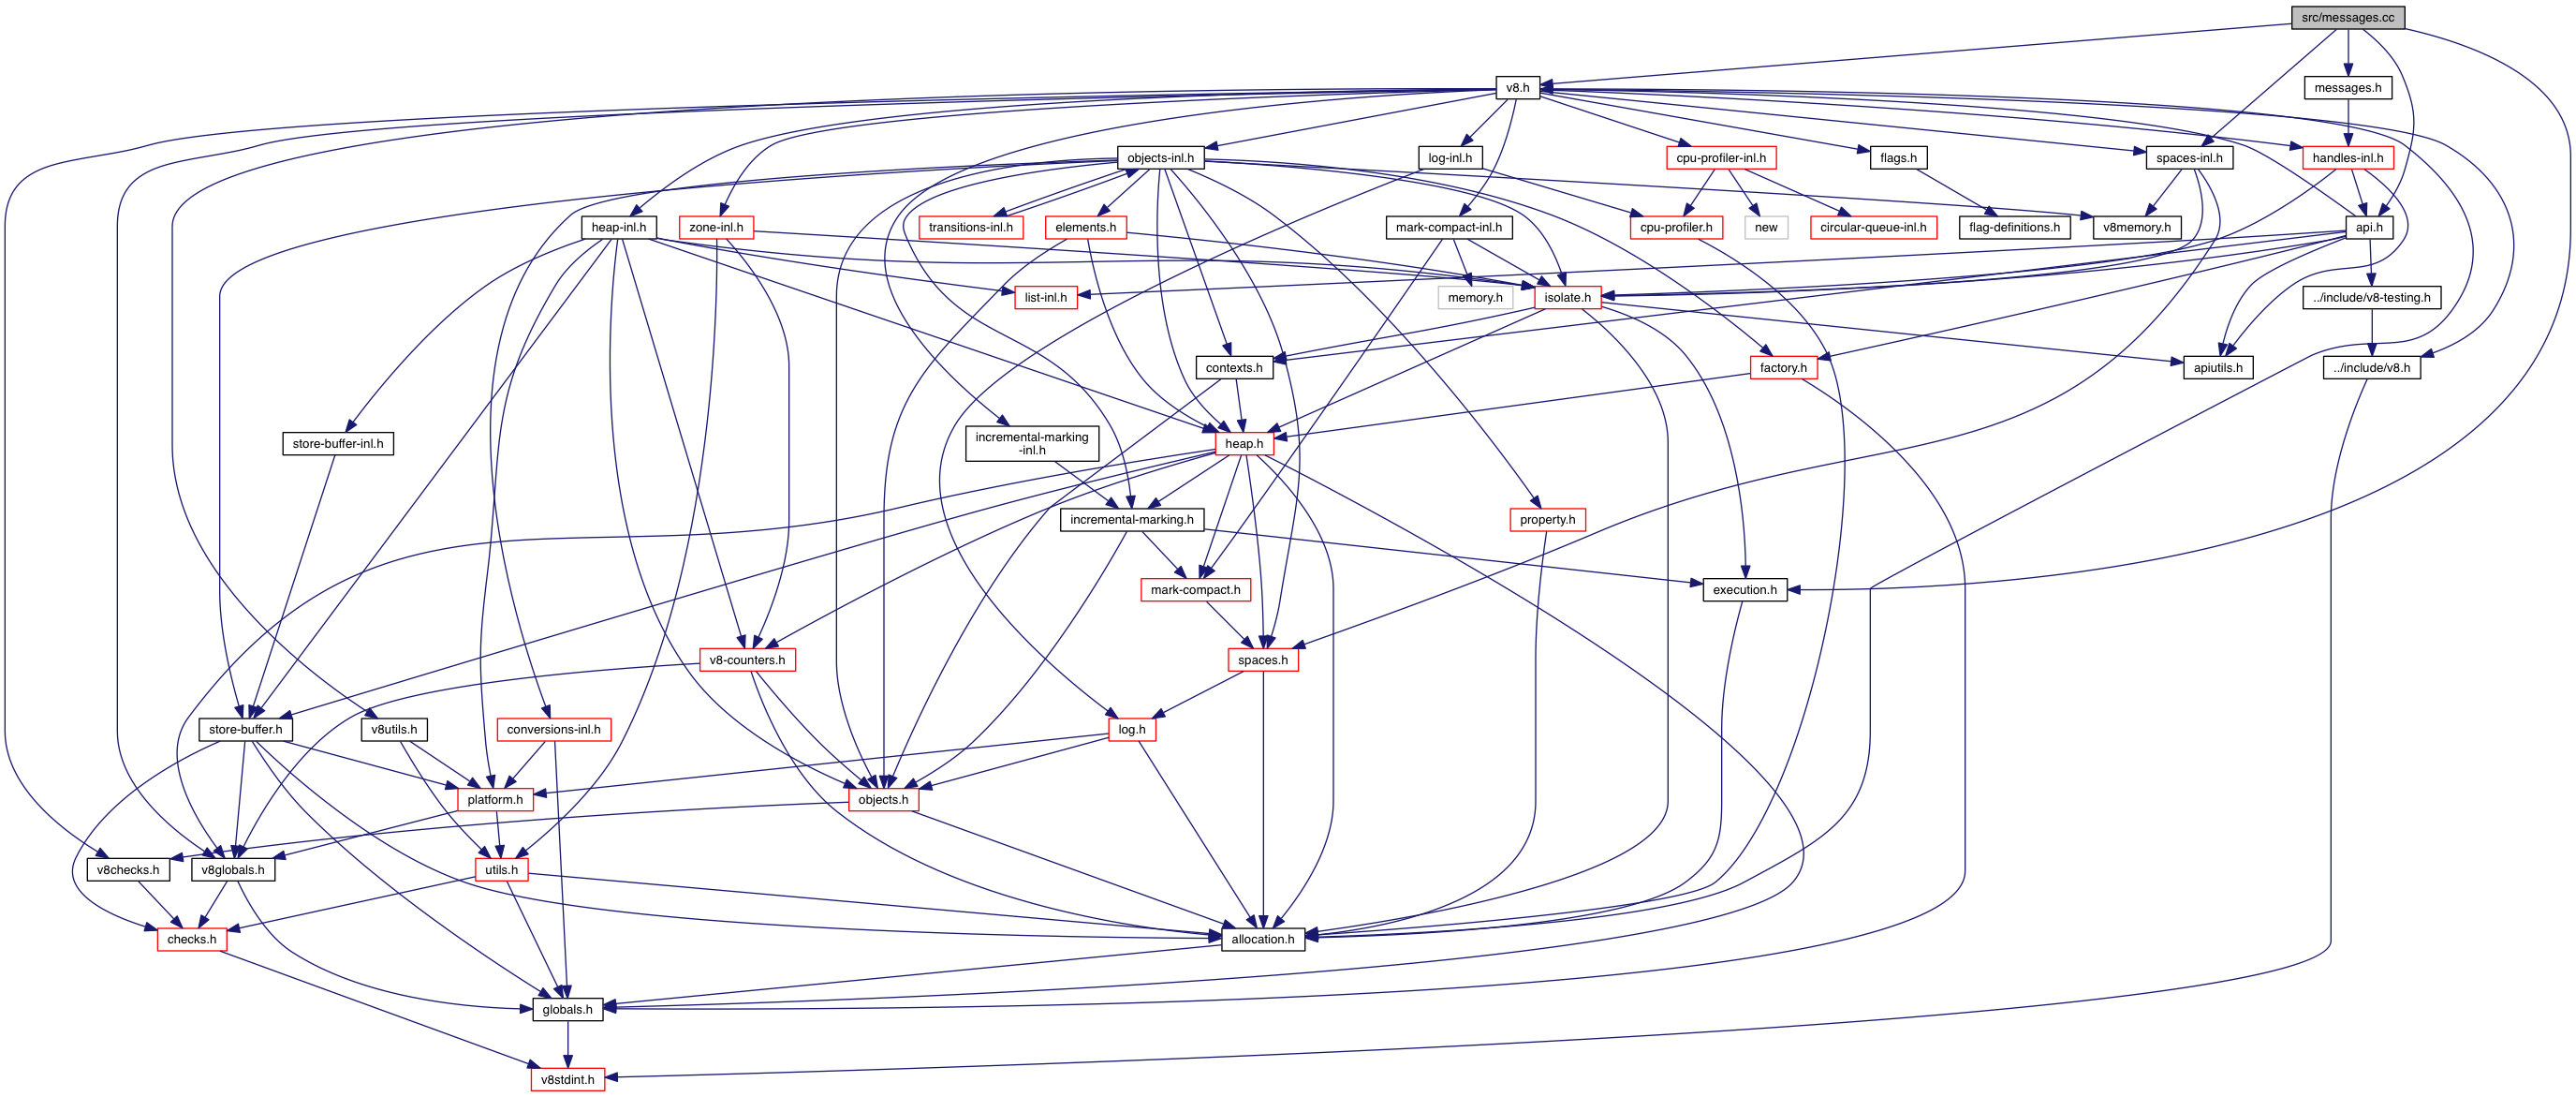 src/messages.cc
v8.h
messages.h
objects-inl.h
log-inl.h
cpu-profiler-inl.h
flags.h
spaces-inl.h
handles-inl.h
heap-inl.h
zone-inl.h
transitions-inl.h
elements.h
mark-compact-inl.h
cpu-profiler.h
new
circular-queue-inl.h
flag-definitions.h
v8memory.h
api.h
list-inl.h
memory.h
isolate.h
../include/v8-testing.h
contexts.h
factory.h
apiutils.h
../include/v8.h
store-buffer-inl.h
incremental-marking
-inl.h
heap.h
incremental-marking.h
property.h
mark-compact.h
execution.h
v8-counters.h
spaces.h
store-buffer.h
v8utils.h
conversions-inl.h
log.h
platform.h
objects.h
v8checks.h
v8globals.h
utils.h
checks.h
allocation.h
globals.h
v8stdint.h